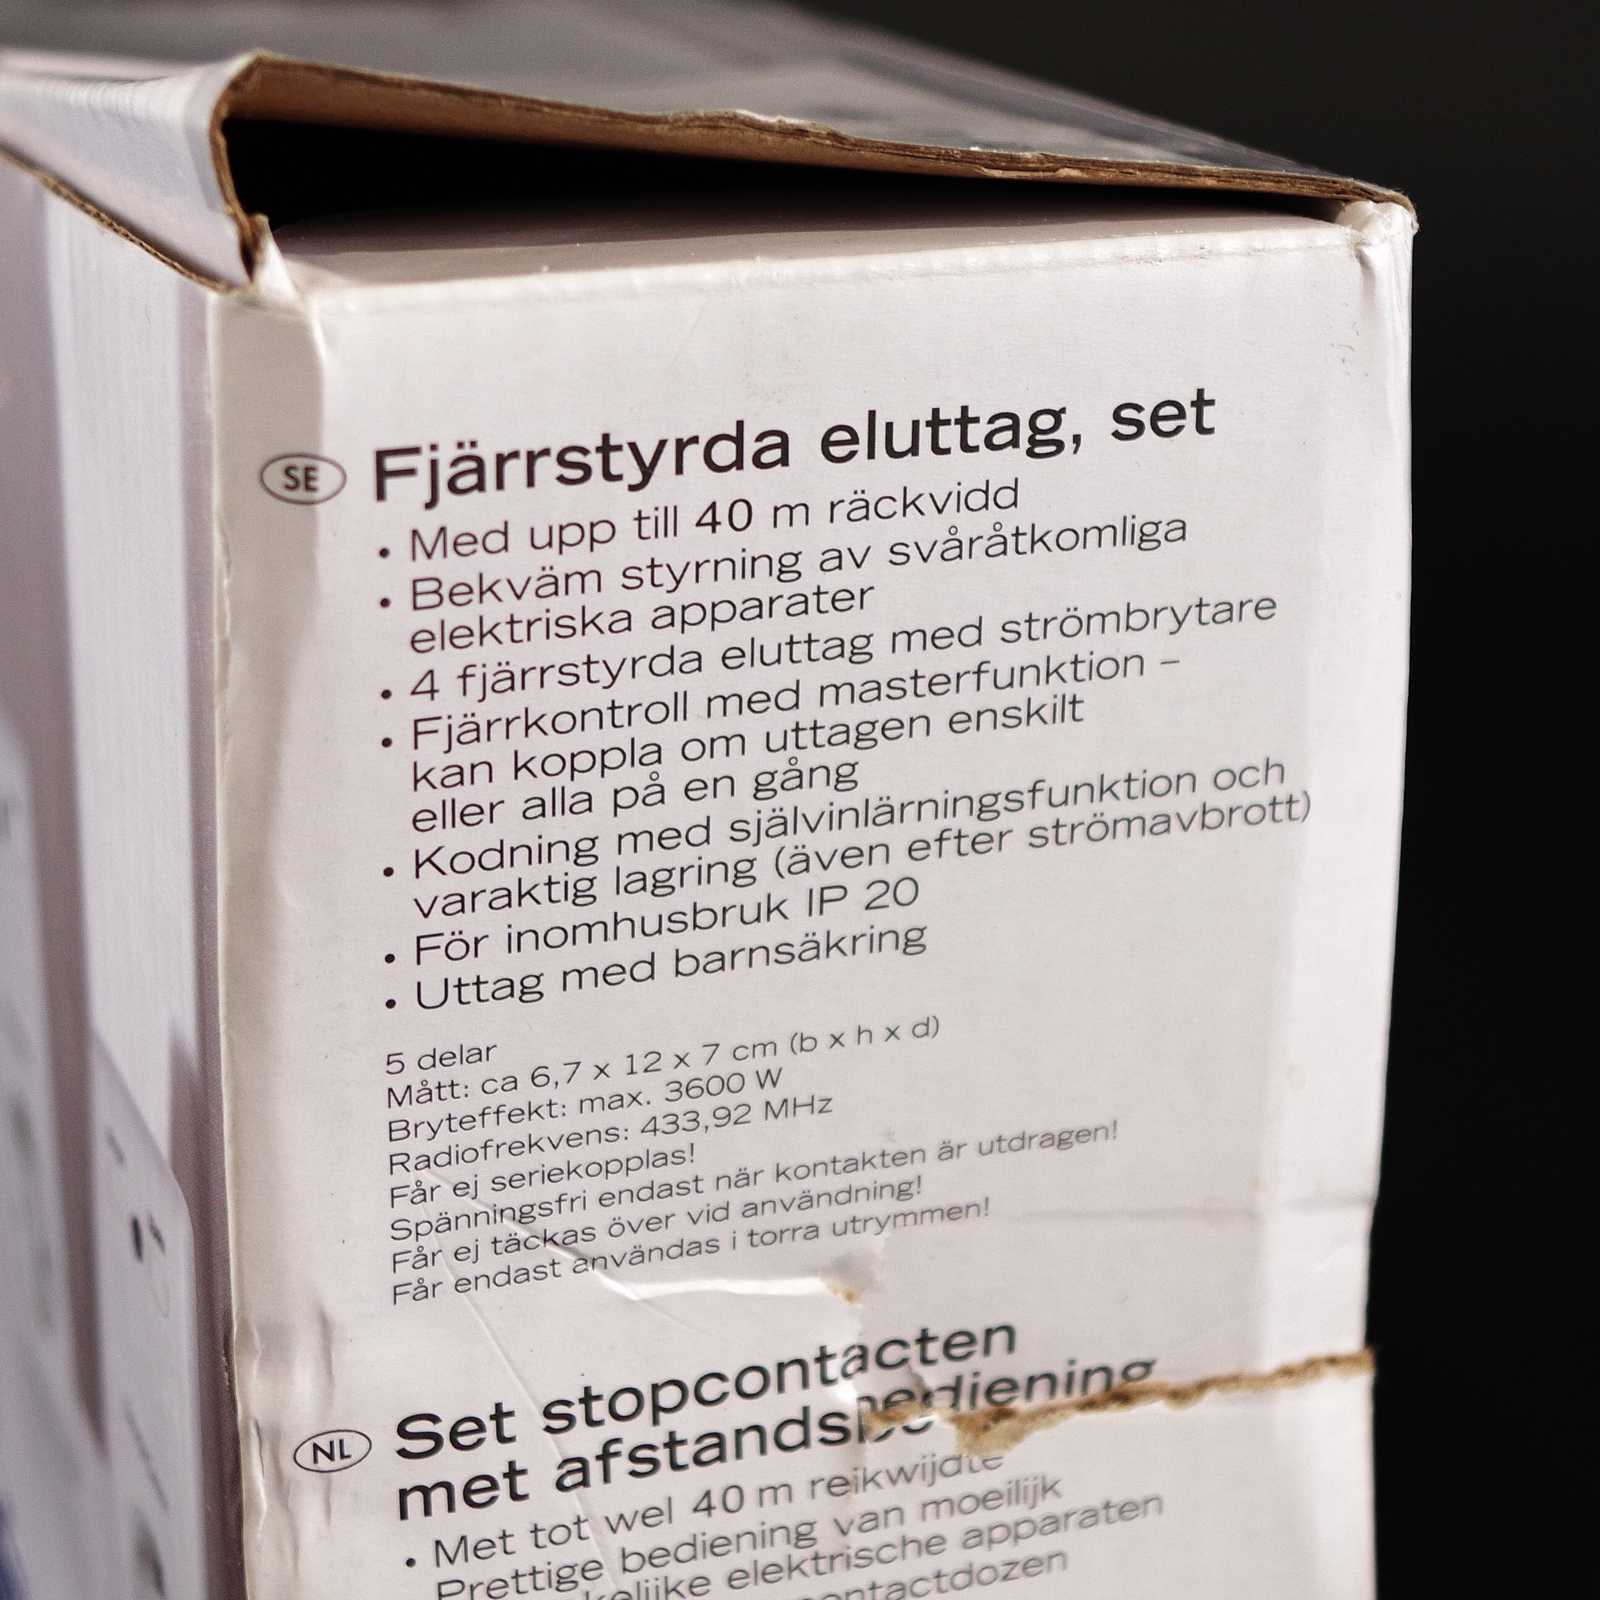 SE Fjärrstyrda eluttag, set
• Med upp till 40 m räckvidd
• Bekväm styrning av svåråtkomliga
elektriska apparater
• 4 fjärrstyrda eluttag med strömbrytare
• Fjärrkontroll med masterfunktion –
kan koppla om uttagen enskilt
eller alla på en gång
• Kodning med självinlärningsfunktion och
varaktig lagring (även efter strömavbrott)
• För inomhusbruk IP 20
• Uttag med barnsäkring
5 delar
Mått: ca 6,7 x 12 x 7 cm (b x h x d)
Bryteffekt: max. 3600 W
Radiofrekvens: 433,92 MHz
Får ej seriekopplas!
Spänningsfri endast när kontakten är utdragen!
Får ej täckas över vid användning!
Får endast användas i torra utrymmen!
NL Set stopcontacten
met afstandsbediening
• Met tot wel 40 m reikwijdte
Prettige bediening van moeilijk
elektrische apparaten